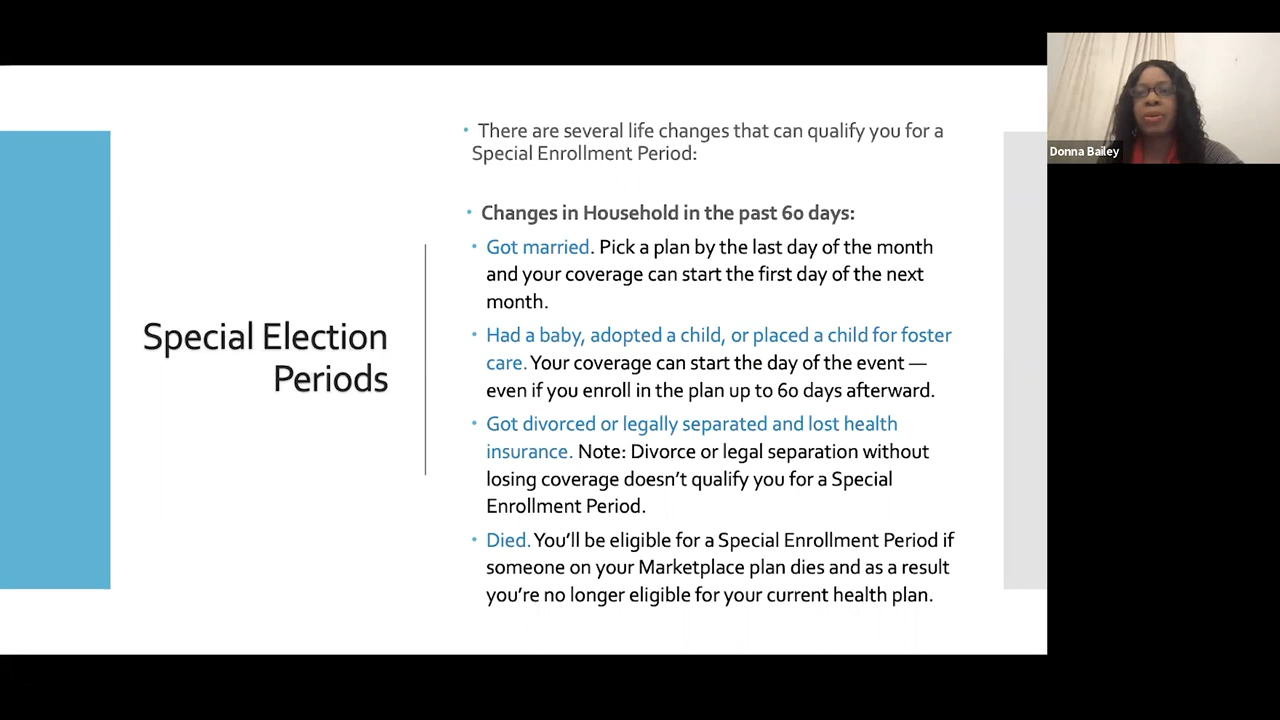 Special Election
Periods
• There are several life changes that can qualify you for a
Special Enrollment Period:
• Changes in Household in the past 60 days:
• Got married. Pick a plan by the last day of the month
and your coverage can start the first day of the next
month.
• Had a baby, adopted a child, or placed a child for foster
care. Your coverage can start the day of the event —
even if you enroll in the plan up to 60 days afterward.
• Got divorced or legally separated and lost health
insurance. Note: Divorce or legal separation without
losing coverage doesn’t qualify you for a Special
Enrollment Period.
• Died. You’ll be eligible for a Special Enrollment Period if
someone on your Marketplace plan dies and as a result
you’re no longer eligible for your current health plan.
Donna Bailey